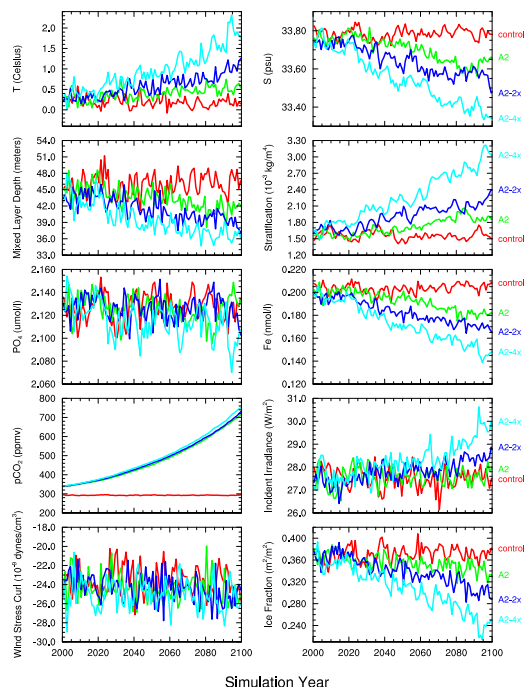 2.0
1.5
1.0
0.5
0.0
T (Celsius)
33.80
33.60
33.40
S (psu)
control
A2
A2-2x
A2-4x
54.0
51.0
48.0
45.0
42.0
39.0
36.0
33.0
Mixed Layer Depth (meters)
3.30
3.00
2.70
2.40
2.10
1.80
1.50
1.20
Stratification (10⁻³ kg/m⁴)
A2-4x
A2-2x
A2
control
2.160
2.140
2.120
2.100
2.080
2.060
PO₄ (umol/l)
0.220
0.200
0.180
0.160
0.140
0.120
Fe (nmol/l)
control
A2
A2-2x
A2-4x
800
700
600
500
400
300
200
pCO₂ (ppmv)
31.0
30.0
29.0
28.0
27.0
26.0
Incident Irradiance (W/m²)
A2-4x
A2-2x
A2
control
-18.0
-20.0
-22.0
-24.0
-26.0
-28.0
-30.0
Wind Stress Curl (10⁻⁶ dynes/cm³)
0.400
0.360
0.320
0.280
0.240
Ice Fraction (m²/m²)
control
A2
A2-2x
A2-4x
2000 2020 2040 2060 2080 2100
2000 2020 2040 2060 2080 2100
Simulation Year